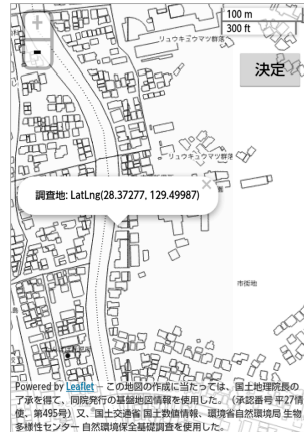 +
-
100 m
300 ft
リュウキュウマツ群落
決定
リュウキュウマツ群落
×
調査地: LatLng(28.37277, 129.49987)
市街地
Powered by Leaflet — この地図の作成に当たっては、国土地理院長の
了承を得て、同院発行の基盤地図情報を使用した。（承認番号 平27情
使、第495号）又、国土交通省 国土数値情報、環境省自然環境局 生物
多様性センター 自然環境保全基礎調査を使用した。